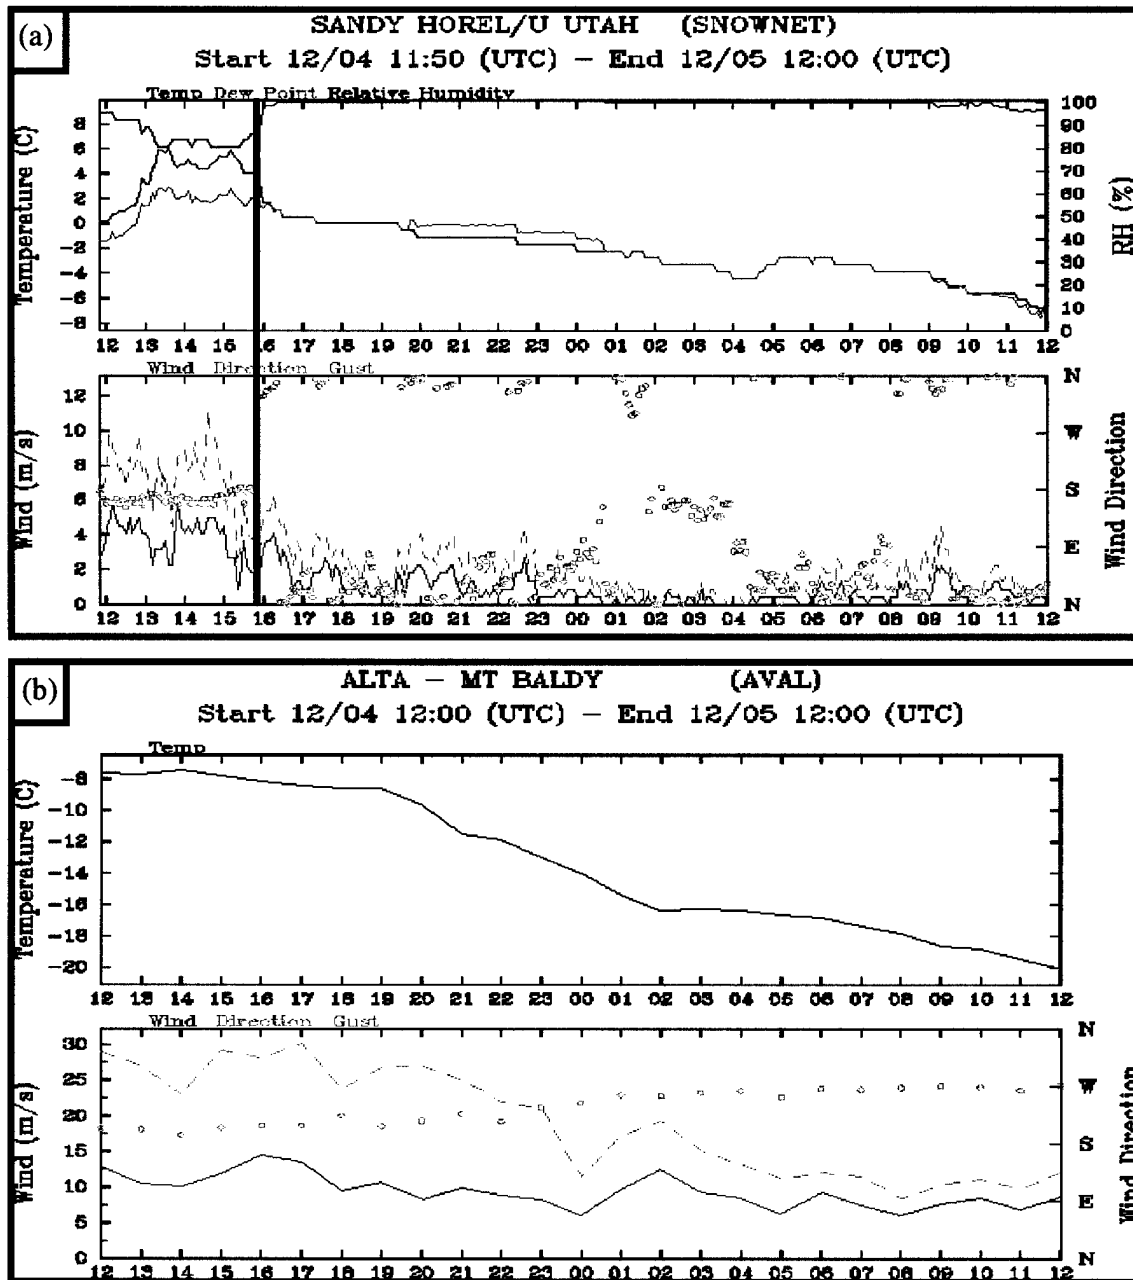 (a)
SANDY HOREL/U UTAH (SNOWNET)
Start 12/04 11:50 (UTC) – End 12/05 12:00 (UTC)
Temp Dew Point Relative Humidity
Temperature (C)
8
6
4
2
0
-2
-4
-6
-8
100
90
80
70
60
50
40
30
20
10
0
RH (%)
12 13 14 15 16 17 18 19 20 21 22 23 00 01 02 03 04 05 06 07 08 09 10 11 12
Wind Direction Gust
Wind (m/s)
12
10
8
6
4
2
0
N
W
S
E
N
Wind Direction
12 13 14 15 16 17 18 19 20 21 22 23 00 01 02 03 04 05 06 07 08 09 10 11 12
(b)
ALTA – MT BALDY (AVAL)
Start 12/04 12:00 (UTC) – End 12/05 12:00 (UTC)
Temp
Temperature (C)
-8
-10
-12
-14
-16
-18
-20
12 13 14 15 16 17 18 19 20 21 22 23 00 01 02 03 04 05 06 07 08 09 10 11 12
Wind Direction Gust
Wind (m/s)
30
25
20
15
10
5
0
N
W
S
E
N
Wind Direction
12 13 14 15 16 17 18 19 20 21 22 23 00 01 02 03 04 05 06 07 08 09 10 11 12